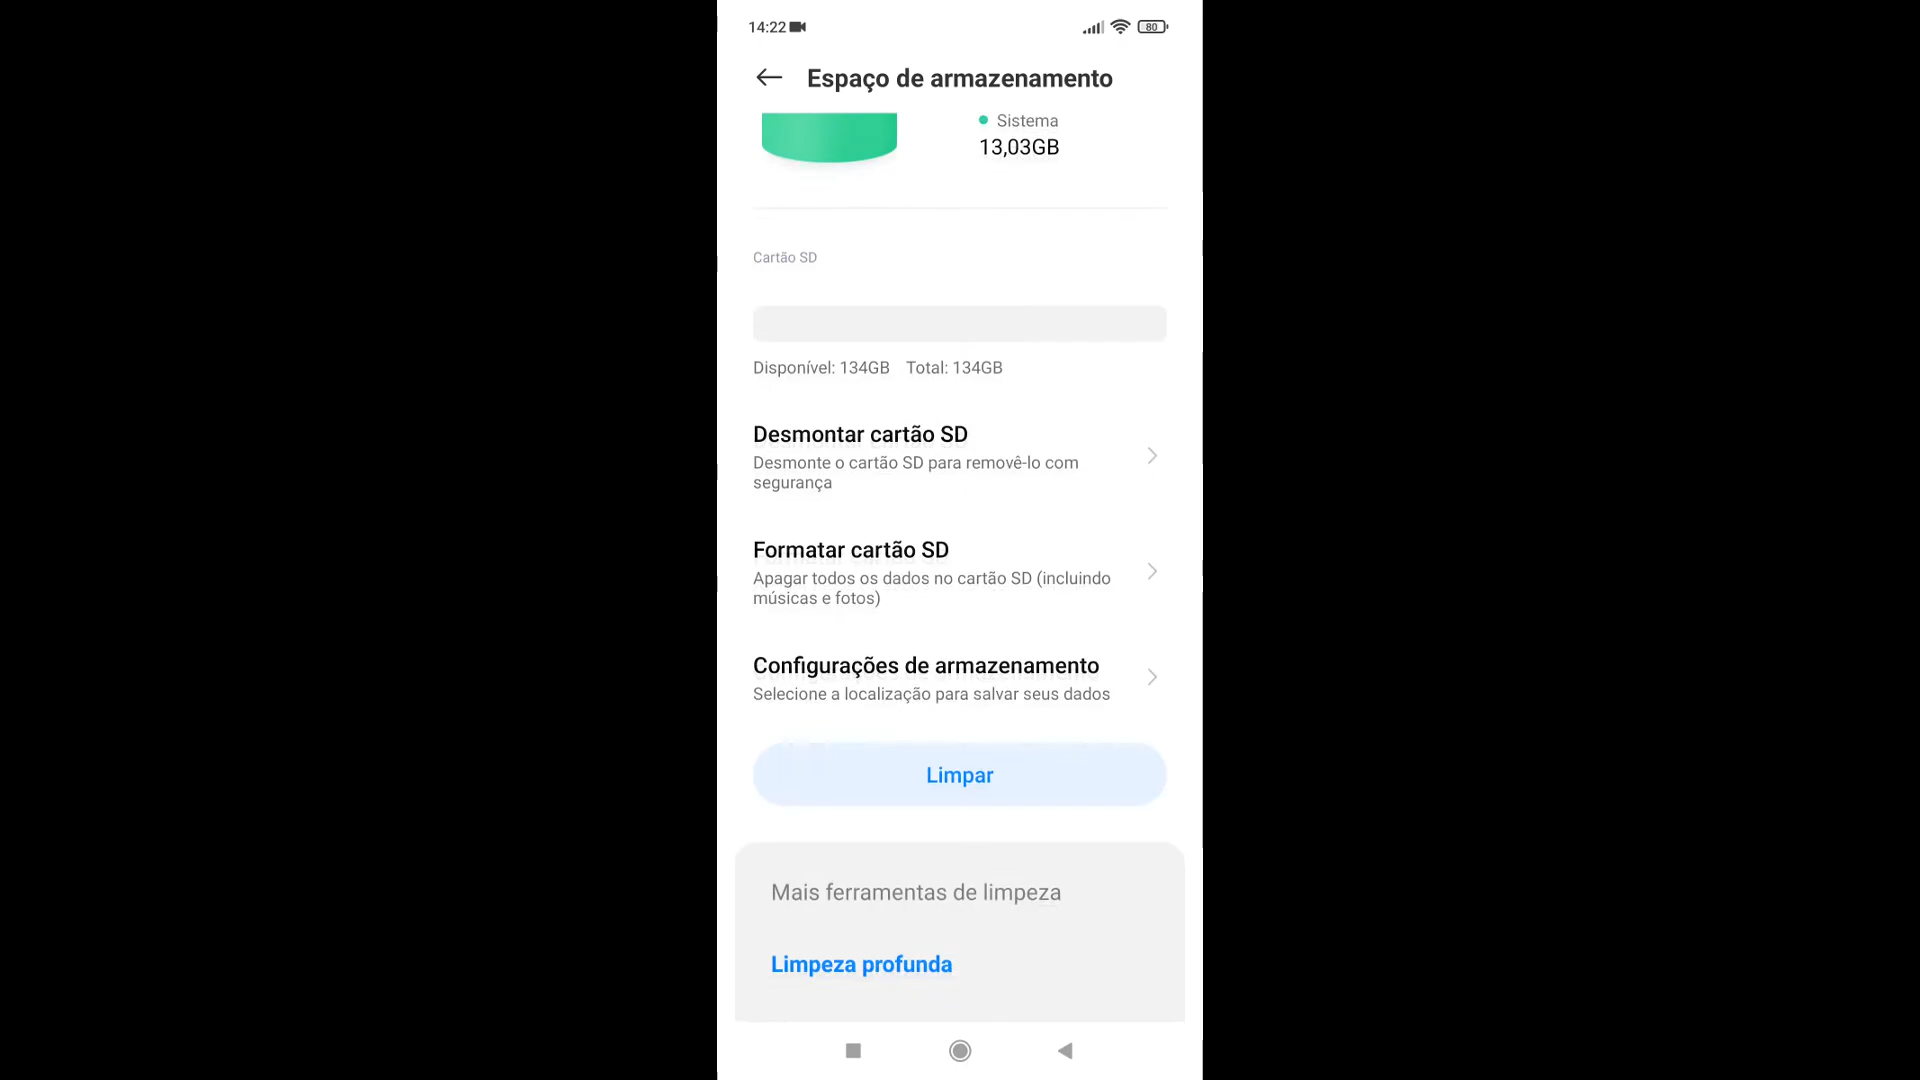 14:22
80
Espaço de armazenamento
Sistema
13,03GB
Cartão SD
Disponível: 134GB Total: 134GB
Desmontar cartão SD
Desmonte o cartão SD para removê-lo com
segurança
Formatar cartão SD
Apagar todos os dados no cartão SD (incluindo
músicas e fotos)
Configurações de armazenamento
Selecione a localização para salvar seus dados
Limpar
Mais ferramentas de limpeza
Limpeza profunda